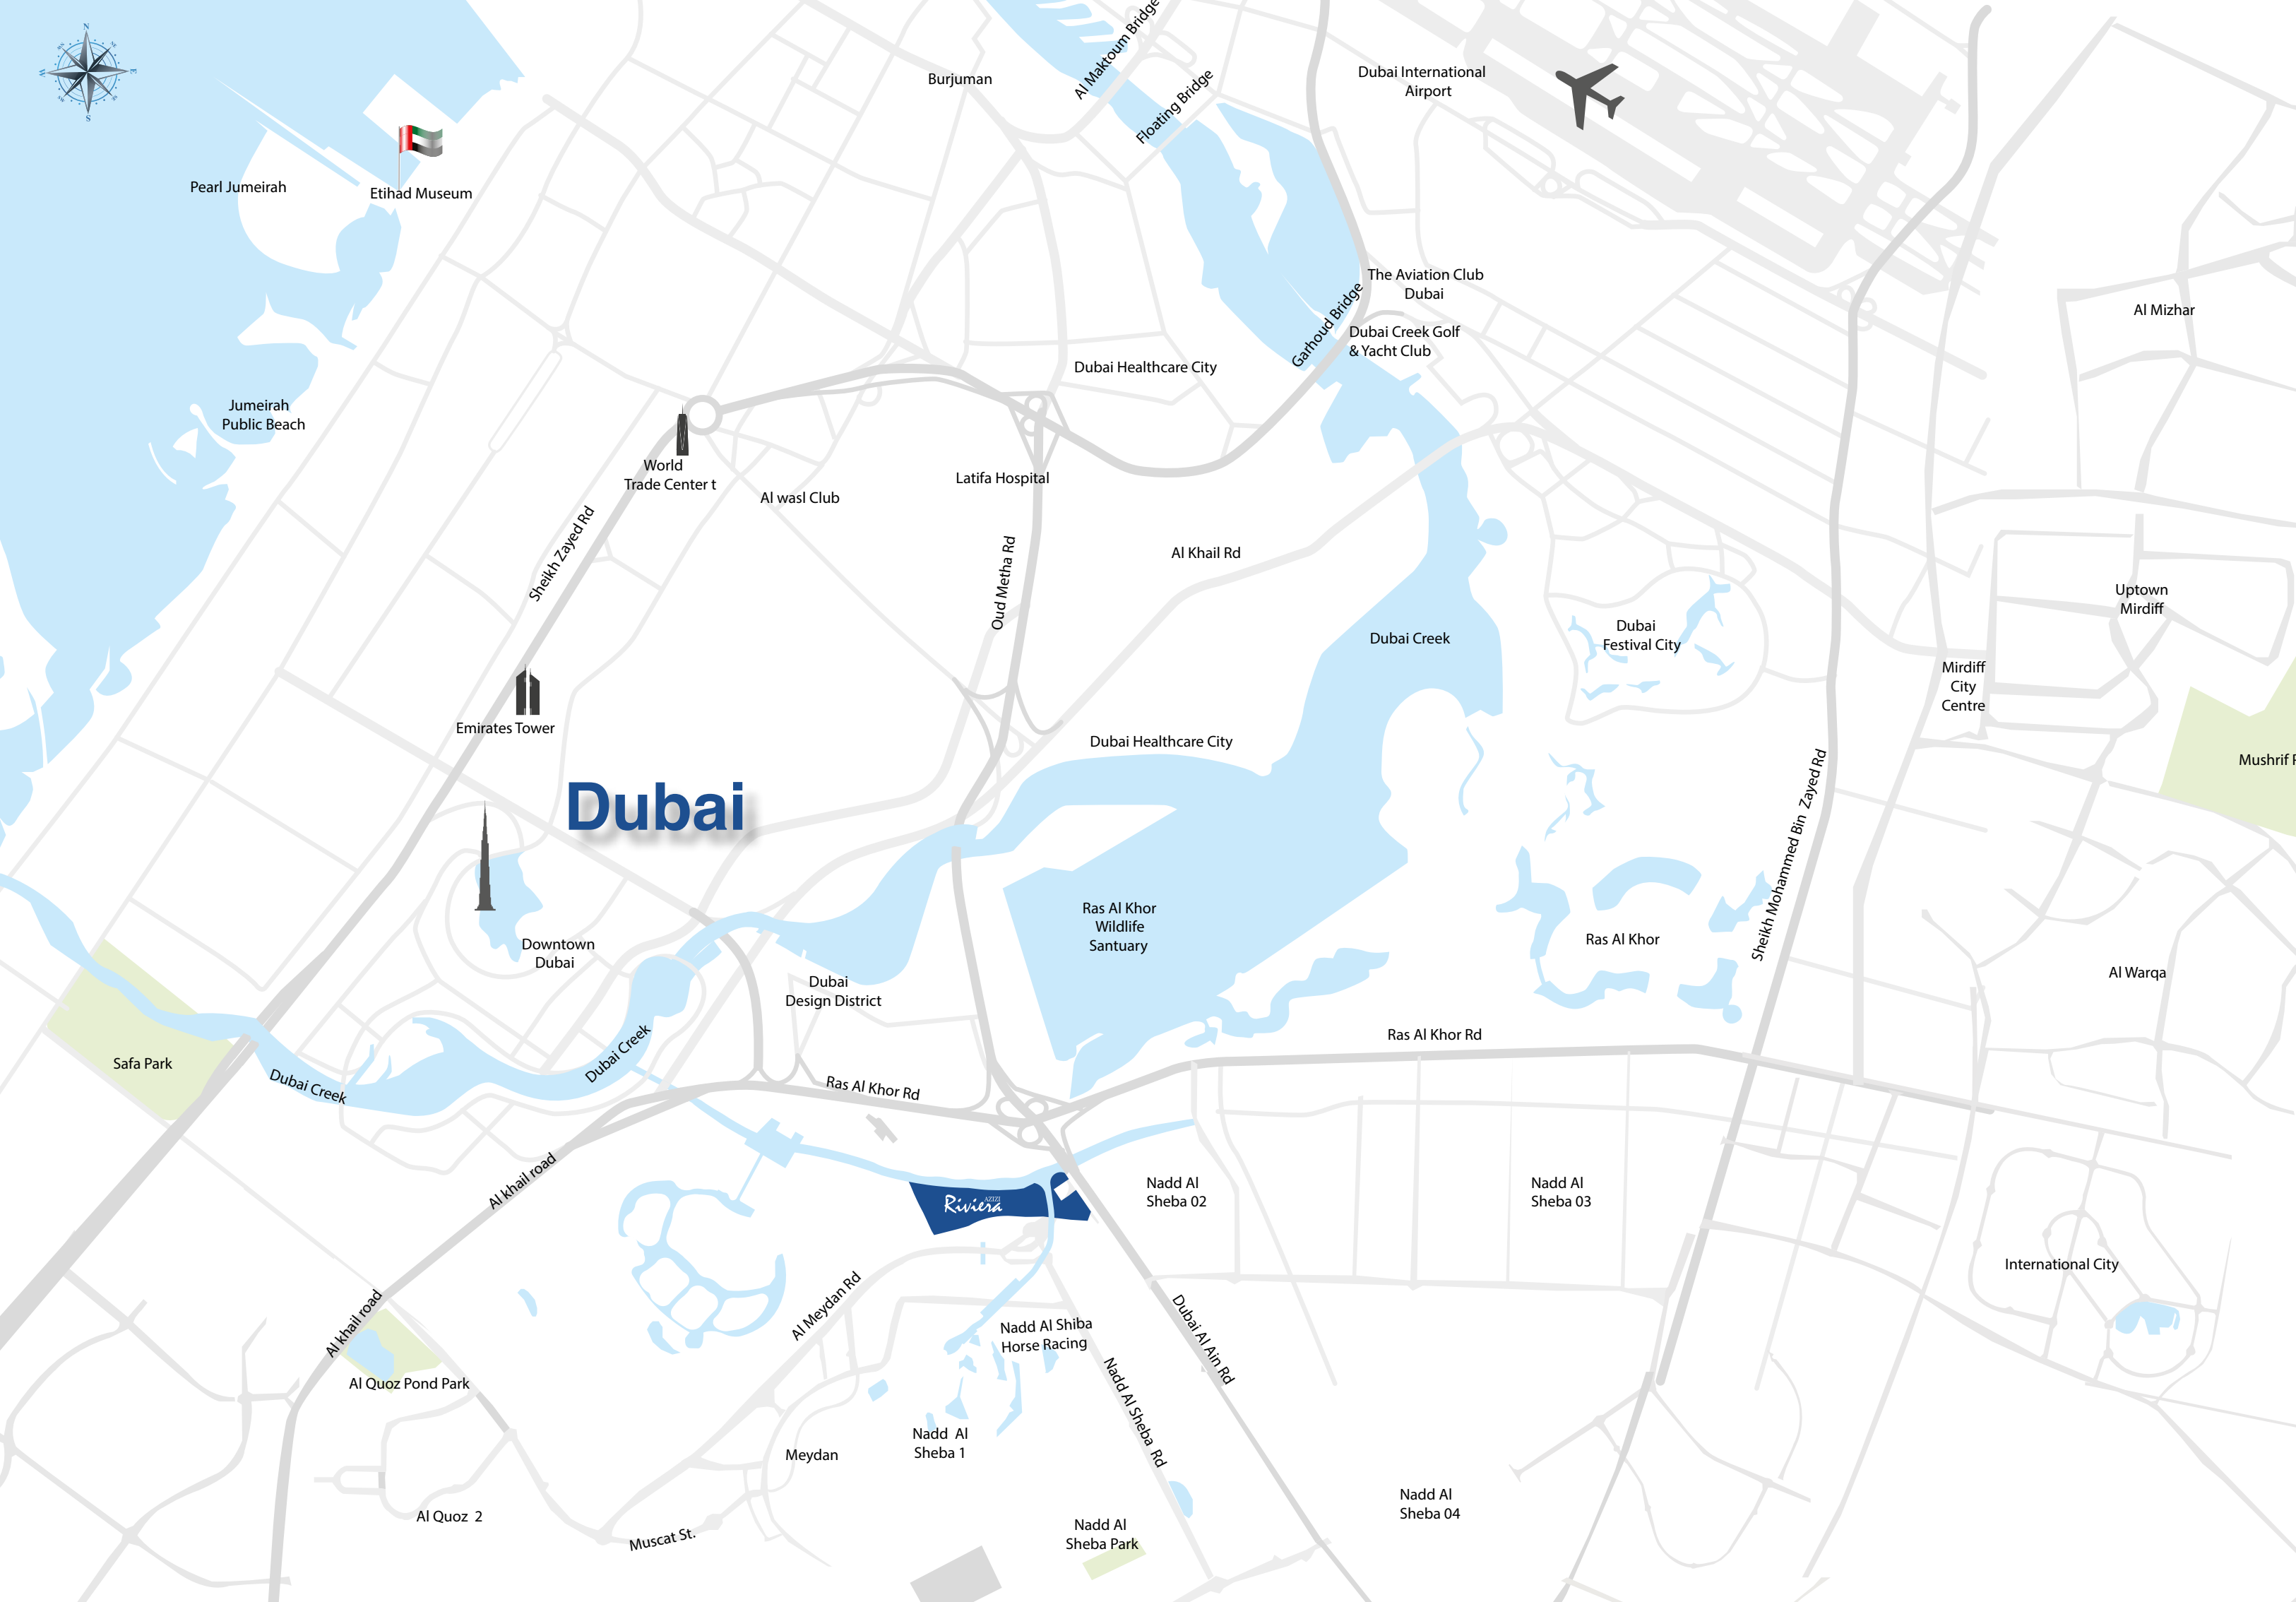 N
E
S
W
Burjuman
Al Maktoum Bridge
Floating Bridge
Dubai International
Airport
Pearl Jumeirah
Etihad Museum
The Aviation Club
Dubai
Garhoud Bridge
Dubai Creek Golf
& Yacht Club
Al Mizhar
Dubai Healthcare City
Jumeirah
Public Beach
World
Trade Center t
Al wasl Club
Latifa Hospital
Sheikh Zayed Rd
Oud Metha Rd
Al Khail Rd
Dubai Creek
Dubai
Festival City
Uptown
Mirdiff
Mirdiff
City
Centre
Emirates Tower
Dubai Healthcare City
Mushrif P
Dubai
Sheikh Mohammed Bin Zayed Rd
Ras Al Khor
Wildlife
Santuary
Ras Al Khor
Downtown
Dubai
Al Warqa
Dubai
Design District
Ras Al Khor Rd
Safa Park
Dubai Creek
Dubai Creek
Ras Al Khor Rd
Al khail road
AZIZI
Riviera
Nadd Al
Sheba 02
Nadd Al
Sheba 03
International City
Al khail road
Al Meydan Rd
Nadd Al Shiba
Horse Racing
Dubai Al Ain Rd
Al Quoz Pond Park
Nadd Al Sheba Rd
Nadd Al
Sheba 1
Meydan
Al Quoz 2
Muscat St.
Nadd Al
Sheba Park
Nadd Al
Sheba 04